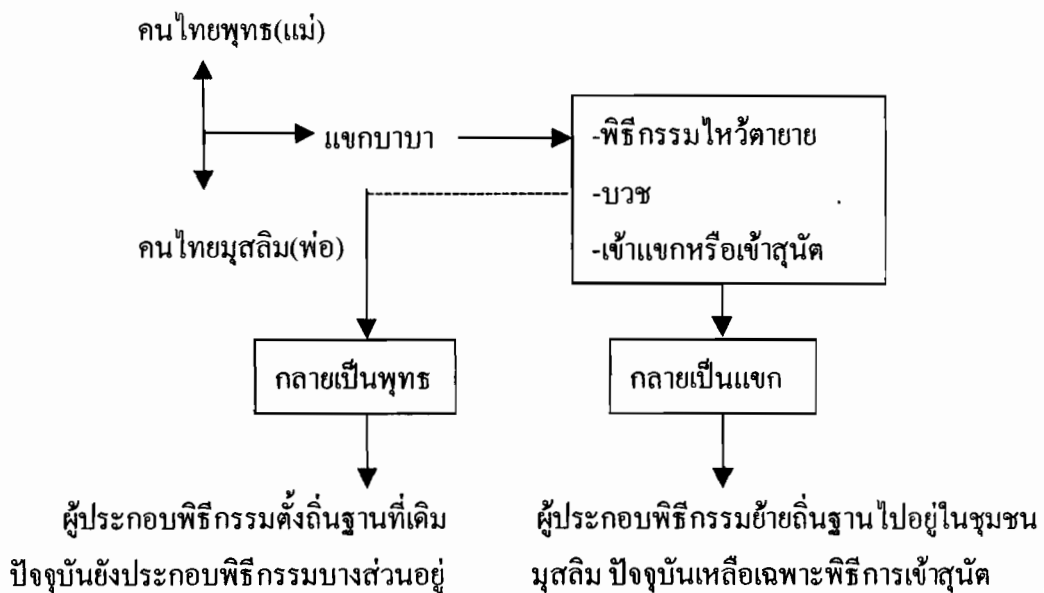 คนไทยพุทธ(แม่)
แขกบาบา
-พิธีกรรมไหว้ตายาย
-บวช
-เข้าแขกหรือเข้าสุนัต
คนไทยมุสลิม(พ่อ)
กลายเป็นพุทธ
กลายเป็นแขก
ผู้ประกอบพิธีกรรมตั้งถิ่นฐานที่เดิม
ปัจจุบันยังประกอบพิธีกรรมบางส่วนอยู่
ผู้ประกอบพิธีกรรมย้ายถิ่นฐานไปอยู่ในชุมชน
มุสลิม ปัจจุบันเหลือเฉพาะพิธีการเข้าสุนัต